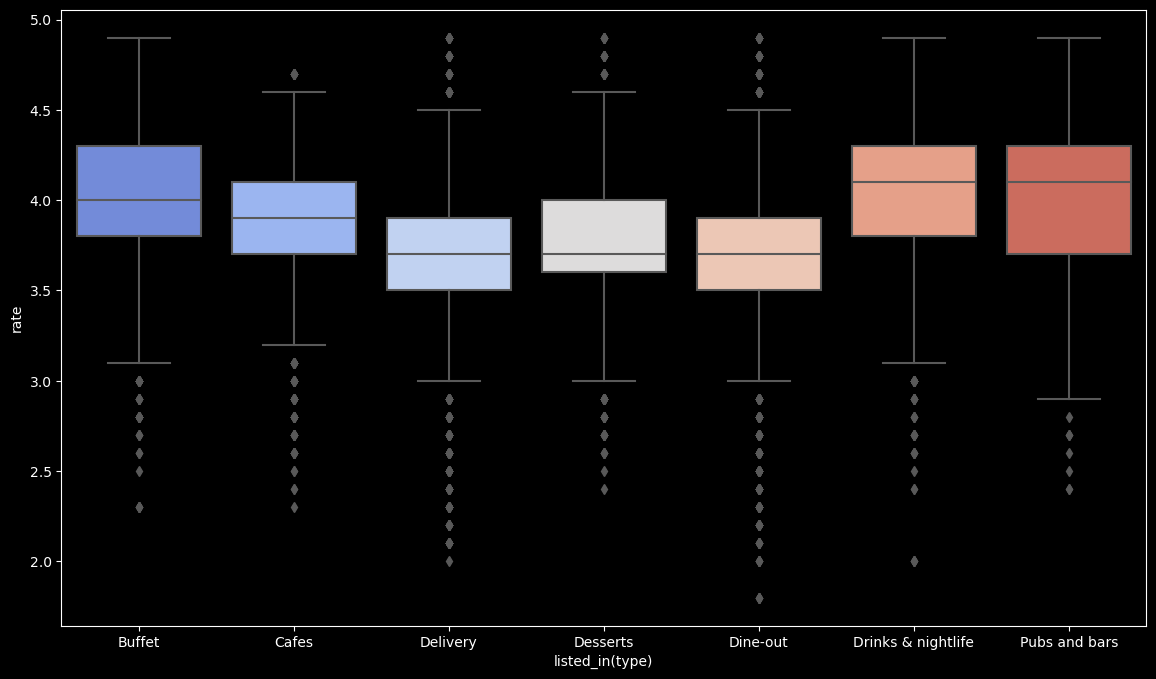 5.0
4.5
4.0
3.5
3.0
2.5
2.0
rate
Buffet Cafes Delivery Desserts Dine-out Drinks & nightlife Pubs and bars
listed_in(type)